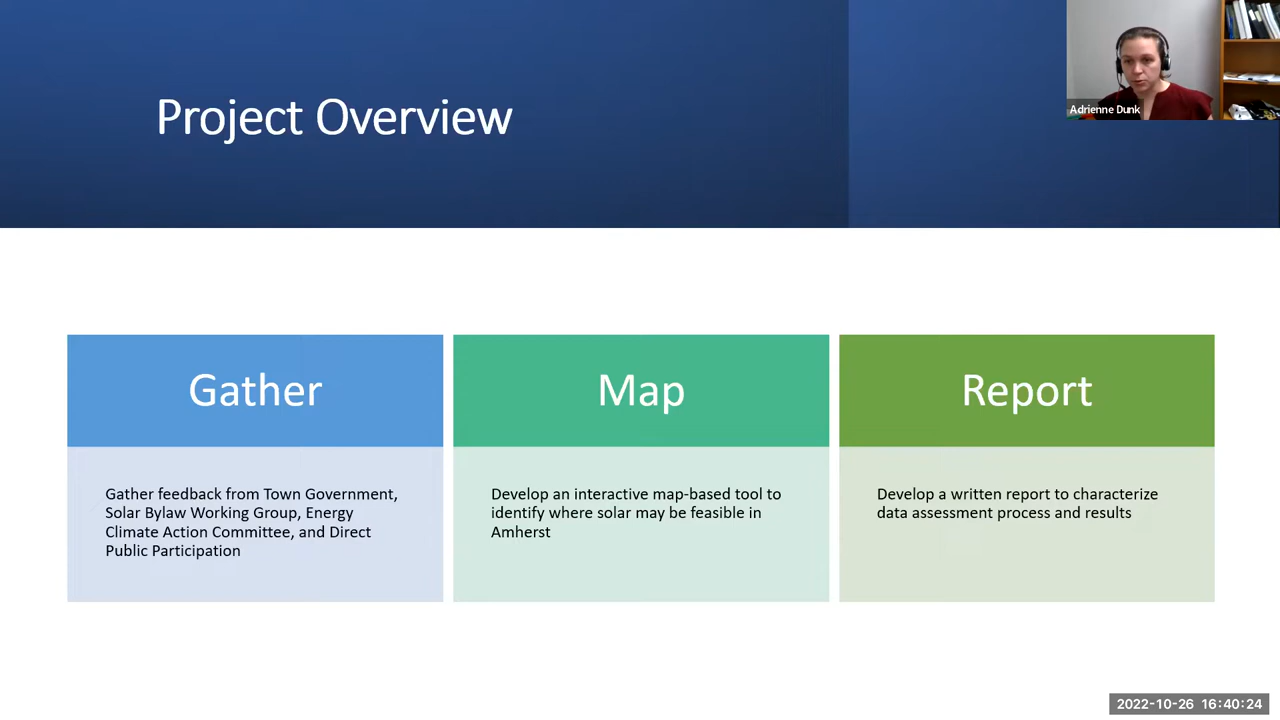 Project Overview
Adrienne Dunk
Gather
Gather feedback from Town Government,
Solar Bylaw Working Group, Energy
Climate Action Committee, and Direct
Public Participation
Map
Develop an interactive map-based tool to
identify where solar may be feasible in
Amherst
Report
Develop a written report to characterize
data assessment process and results
2022-10-26 16:40:24